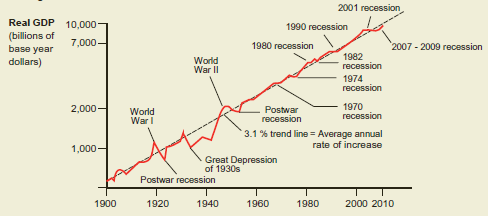 2001 recession
Real GDP
(billions of
base year
dollars)
10,000
7,000
2,000
1,000
1990 recession
1980 recession
2007 - 2009 recession
1982
recession
1974
recession
1970
recession
World
War II
Postwar
recession
3.1 % trend line = Average annual
rate of increase
World
War I
Great Depression
of 1930s
Postwar recession
1900
1920
1940
1960
1980
2000
2010